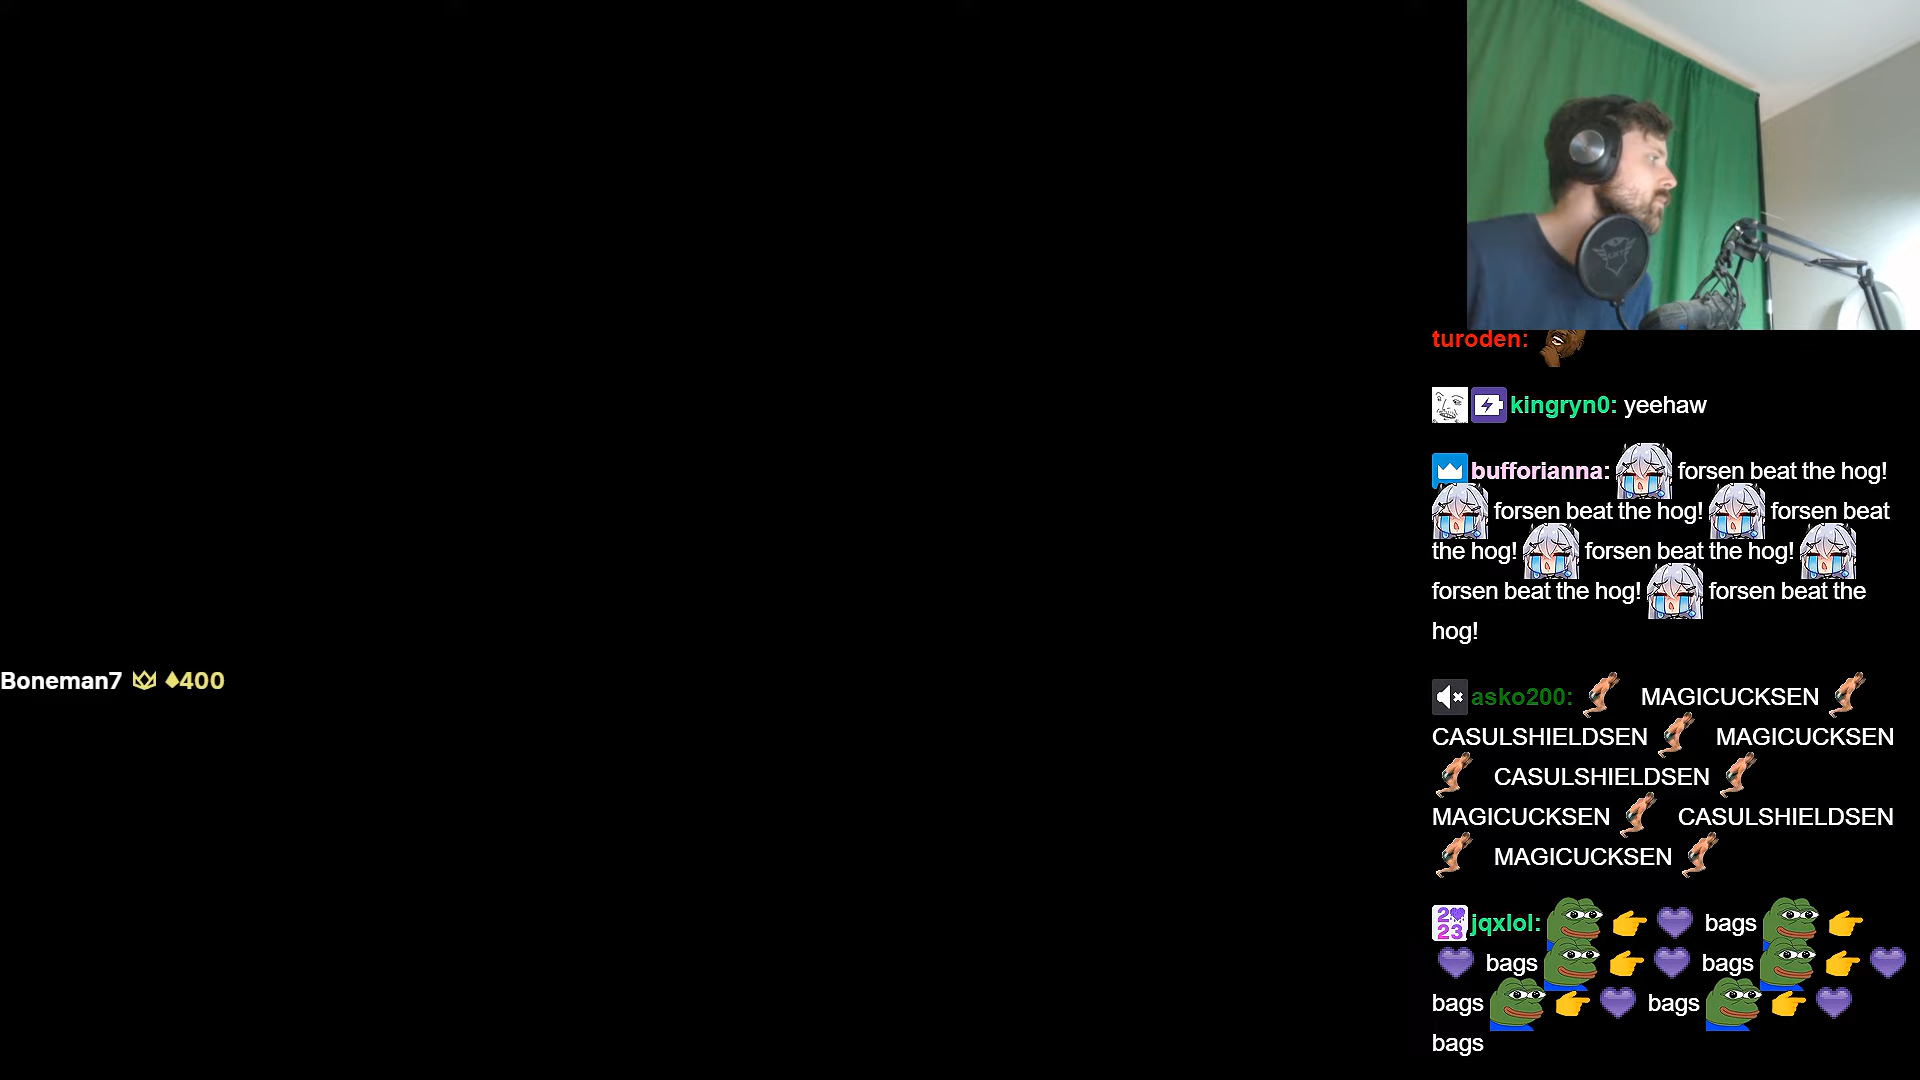 turoden:
kingryn0: yeehaw
bufforianna: forsen beat the hog!
forsen beat the hog! forsen beat
the hog! forsen beat the hog!
forsen beat the hog! forsen beat the
hog!
Boneman7 400
asko200: MAGICUCKSEN
CASULSHIELDSEN MAGICUCKSEN
CASULSHIELDSEN
MAGICUCKSEN CASULSHIELDSEN
MAGICUCKSEN
2023 jqxlol: bags
bags bags
bags bags
bags